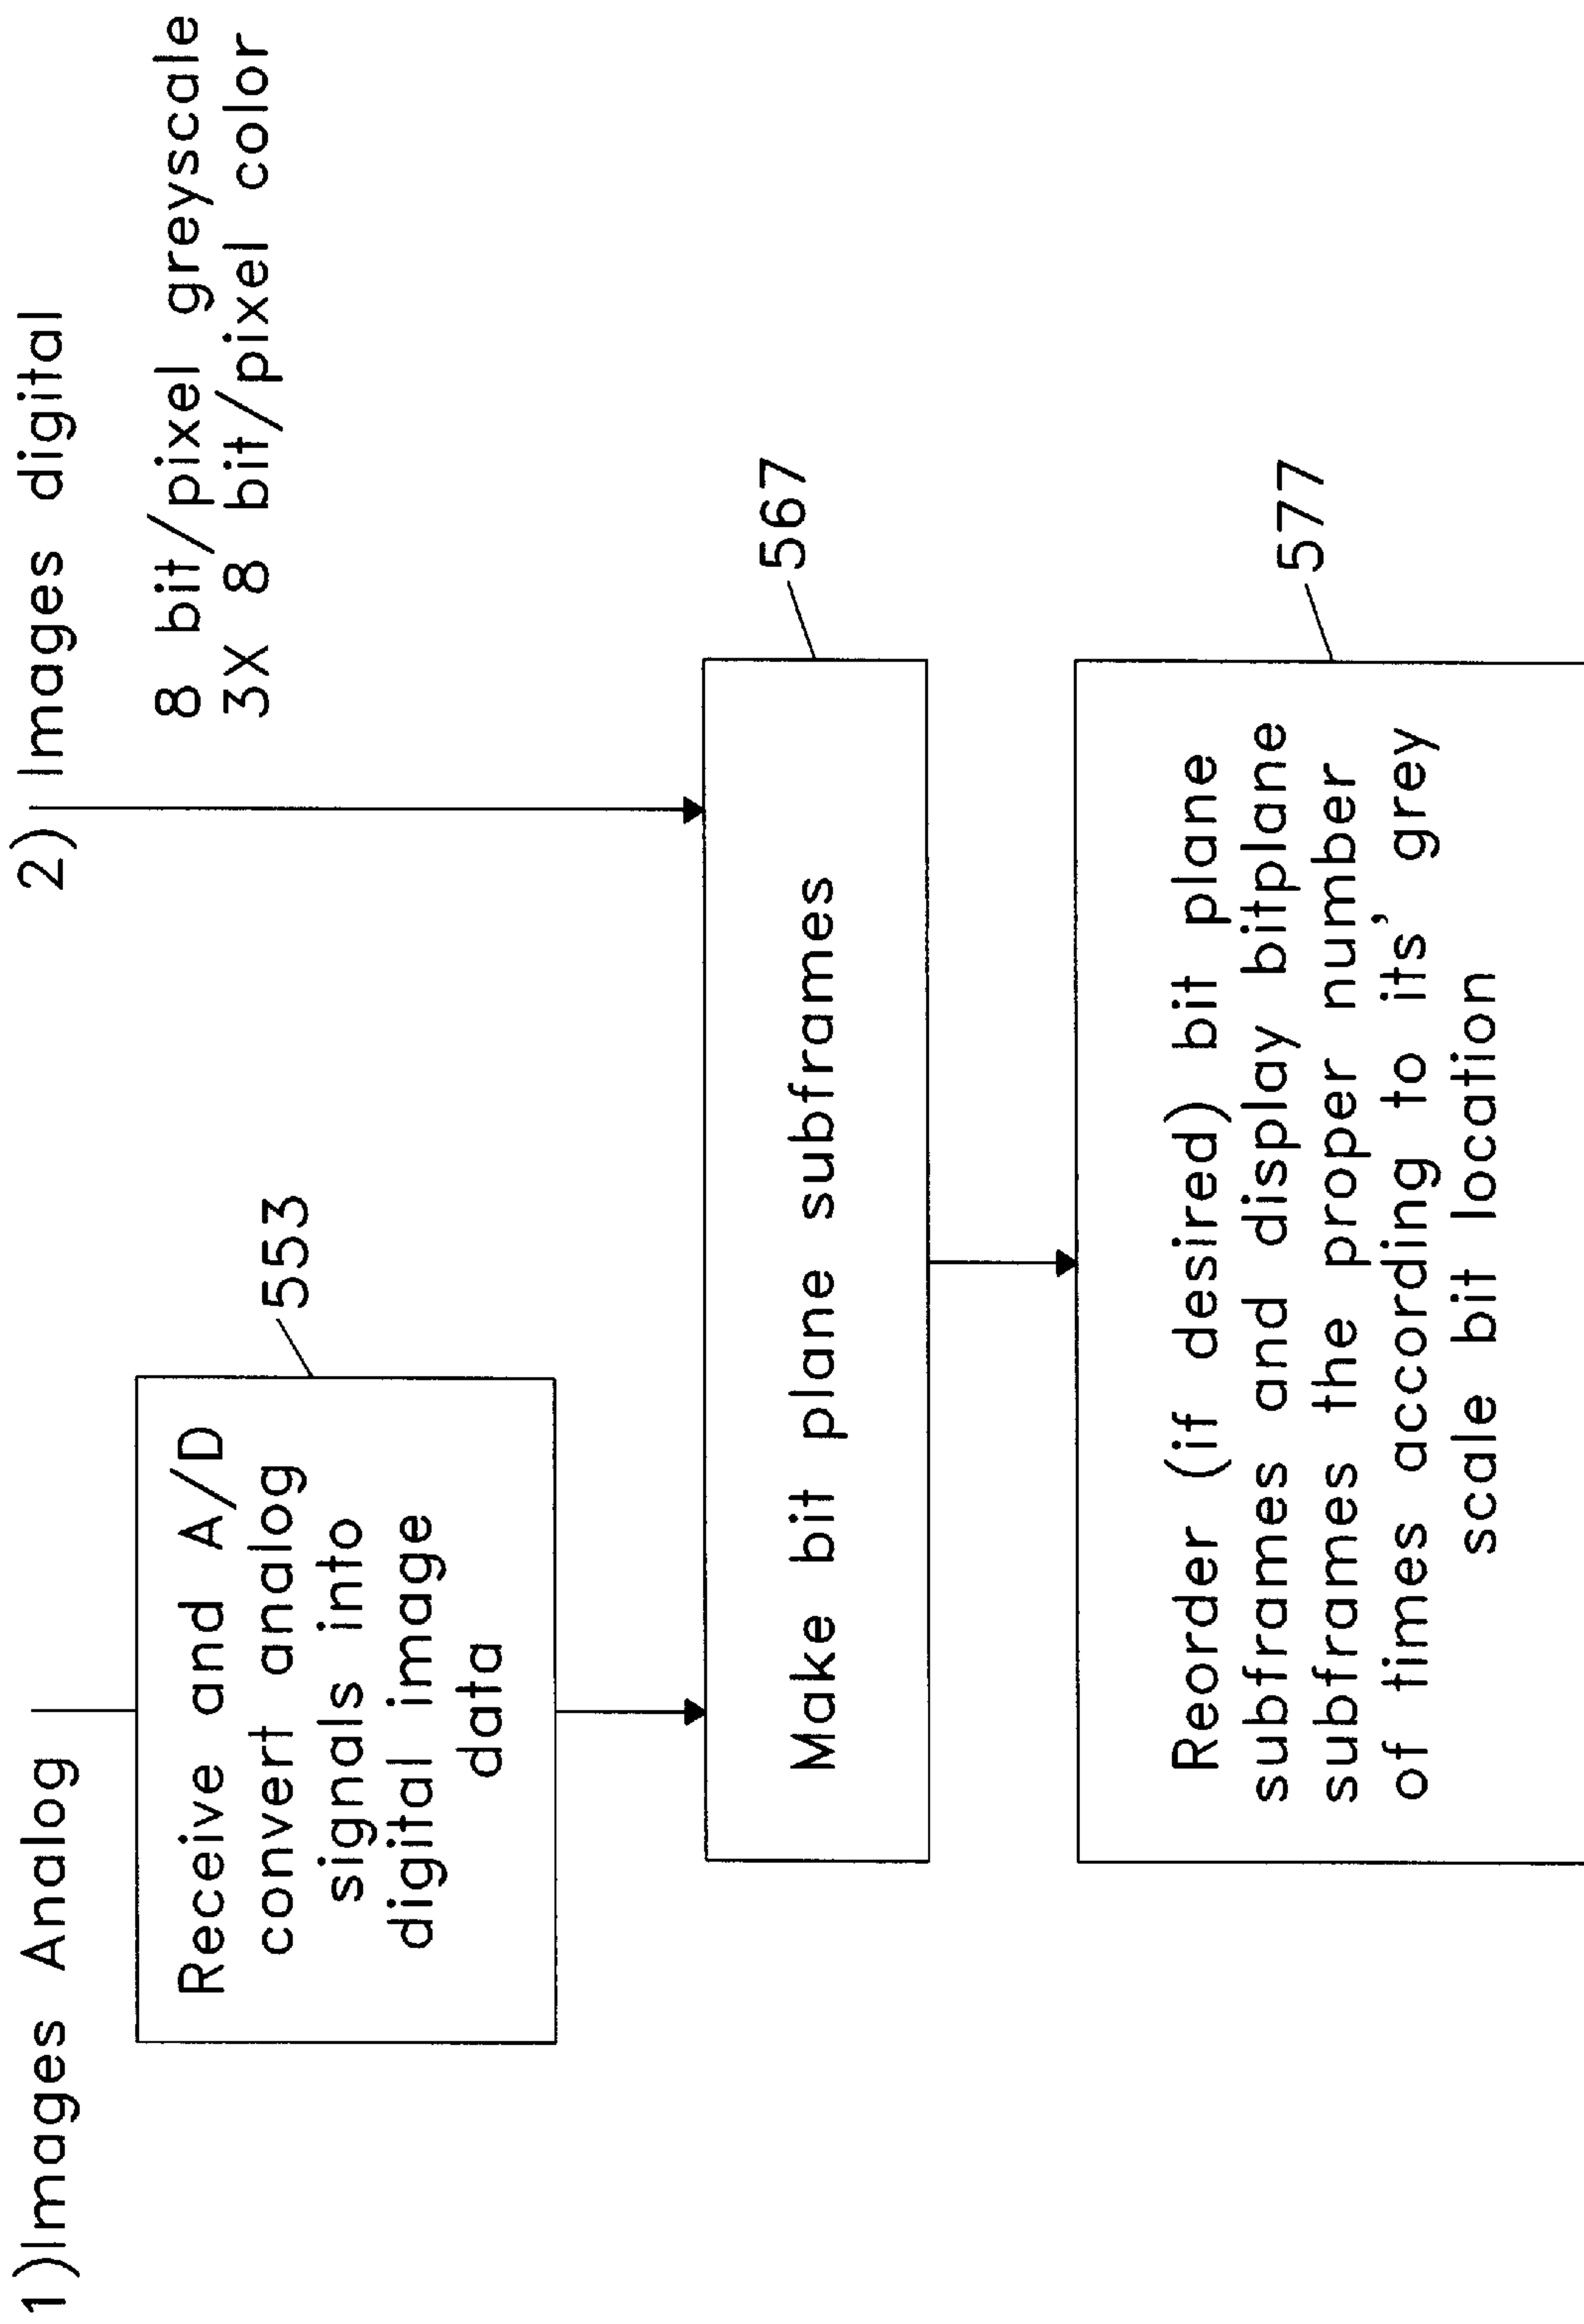 1)Images Analog
2) Images digital
8 bit/pixel greyscale
3X 8 bit/pixel color
Receive and A/D
convert analog
signals into
digital image
data
553
Make bit plane subframes
567
Reorder (if desired) bit plane
subframes and display bitplane
subframes the proper number
of times according to its' grey
scale bit location
577